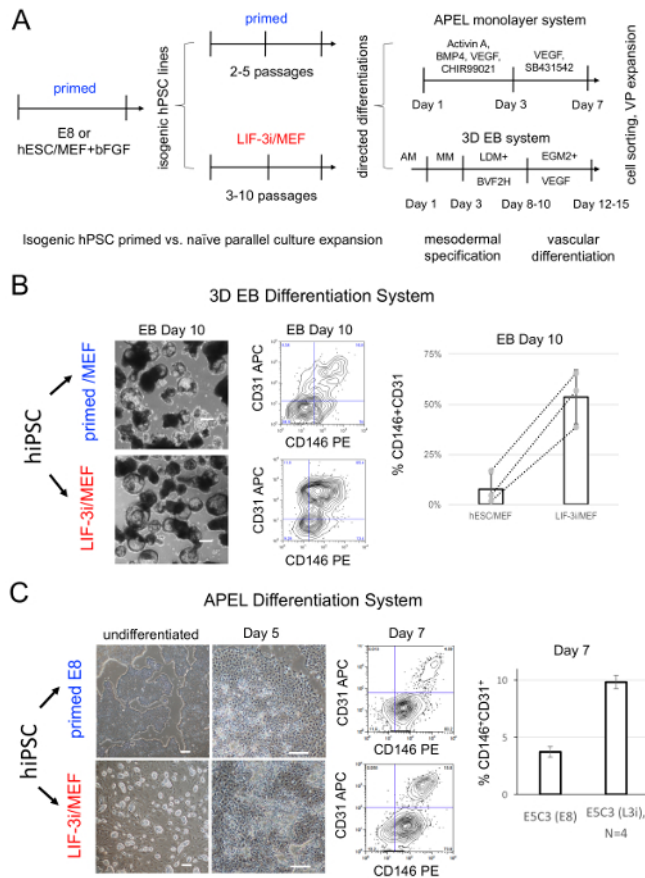 A
primed
E8 or
hESC/MEF+bFGF
isogenic hPSC lines
primed
2-5 passages
LIF-3i/MEF
3-10 passages
directed differentiations
APEL monolayer system
Activin A,
BMP4, VEGF,
CHIR99021
VEGF,
SB431542
Day 1
Day 3
Day 7
3D EB system
AM
MM
LDM+
EGM2+
BVF2H
VEGF
Day 1
Day 3
Day 8-10
Day 12-15
cell sorting, VP expansion
Isogenic hPSC primed vs. naïve parallel culture expansion
mesodermal
specification
vascular
differentiation
B
3D EB Differentiation System
hiPSC
primed /MEF
LIF-3i/MEF
EB Day 10
EB Day 10
CD31 APC
CD146 PE
CD31 APC
CD146 PE
EB Day 10
% CD146+CD31
75%
50%
25%
0%
hESC/MEF
LIF-3i/MEF
C
APEL Differentiation System
hiPSC
primed E8
LIF-3i/MEF
undifferentiated
Day 5
Day 7
CD31 APC
CD146 PE
CD31 APC
CD146 PE
Day 7
% CD146+CD31+
10
5
0
E5C3 (E8)
E5C3 (L3i),
N=4